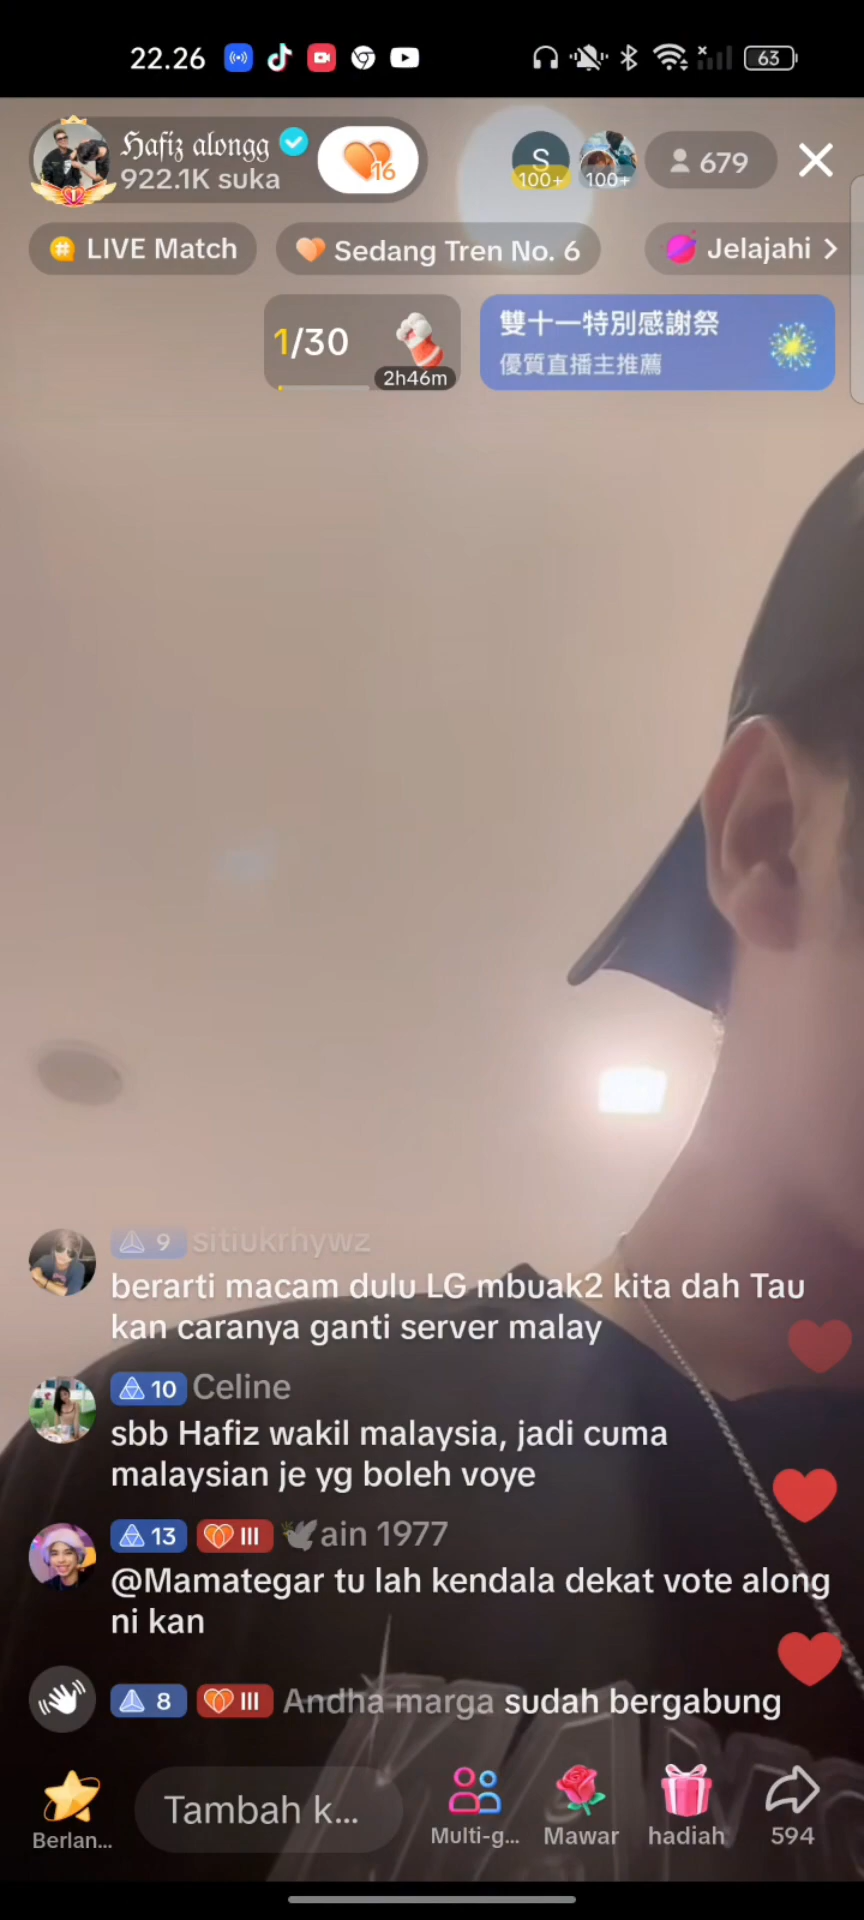 22.26
63
Hafiz alongg
922.1K suka
16
S
100+
100+
679
LIVE Match
Sedang Tren No. 6
Jelajahi
1/30
2h46m
雙十一特別感謝祭
優質直播主推薦
9 sitiukrhywz
berarti macam dulu LG mbuak2 kita dah Tau
kan caranya ganti server malay
10 Celine
sbb Hafiz wakil malaysia, jadi cuma
malaysian je yg boleh voye
13 III ain 1977
@Mamategar tu lah kendala dekat vote along
ni kan
8 III Andha marga sudah bergabung
Tambah k...
Berlan...
Multi-g...
Mawar
hadiah
594